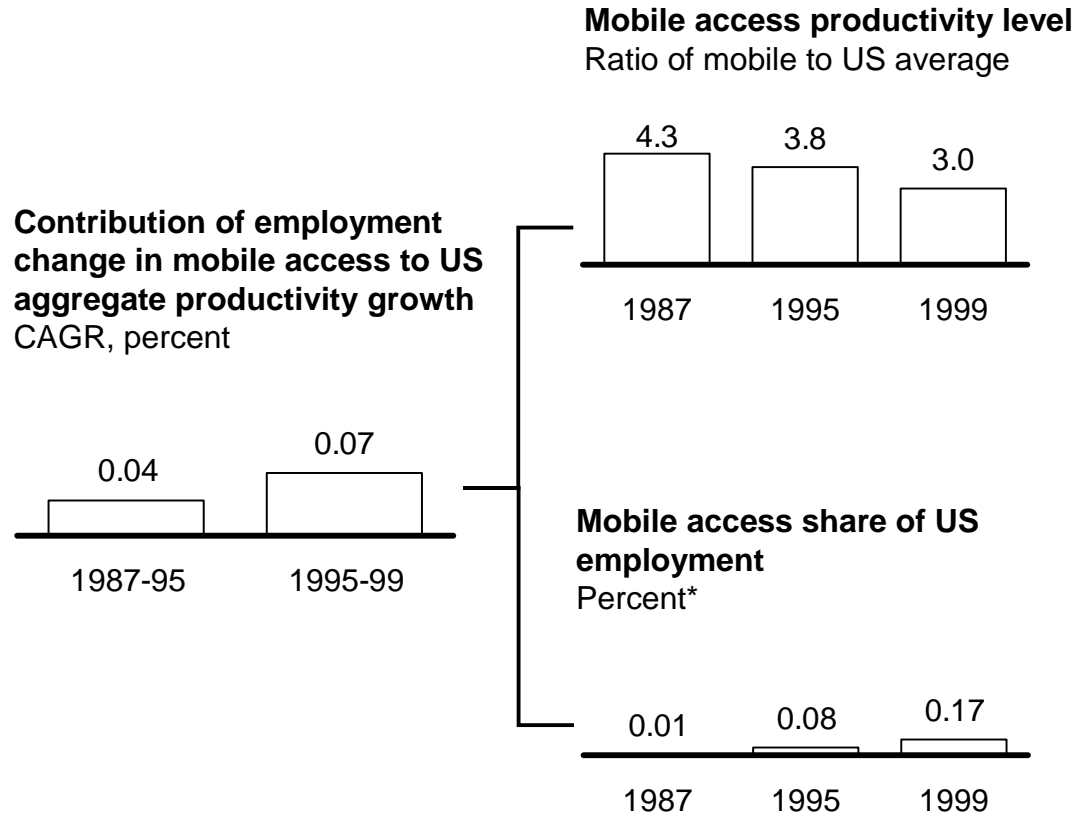 Mobile access productivity level
Ratio of mobile to US average
4.3 3.8 3.0
1987 1995 1999
Contribution of employment
change in mobile access to US
aggregate productivity growth
CAGR, percent
0.04 0.07
1987-95 1995-99
Mobile access share of US
employment
Percent*
0.01 0.08 0.17
1987 1995 1999